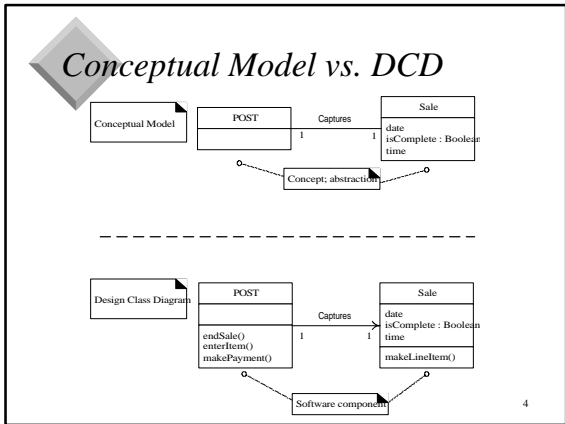 Conceptual Model vs. DCD
Conceptual Model
POST
Captures
1
1
Sale
date
isComplete : Boolean
time
Concept; abstraction
Design Class Diagram
POST
endSale()
enterItem()
makePayment()
Captures
1
1
Sale
date
isComplete : Boolean
time
makeLineItem()
Software component
4